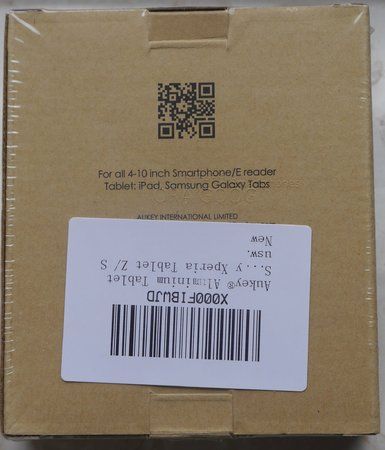 For all 4-10 inch Smartphone/E reader
Tablet: iPad, Samsung Galaxy Tabs
AUKEY INTERNATIONAL LIMITED
X000FIBWJD
Aukey® Aluminium Tablet
S...y Xperia Tablet Z/S
usw.
New